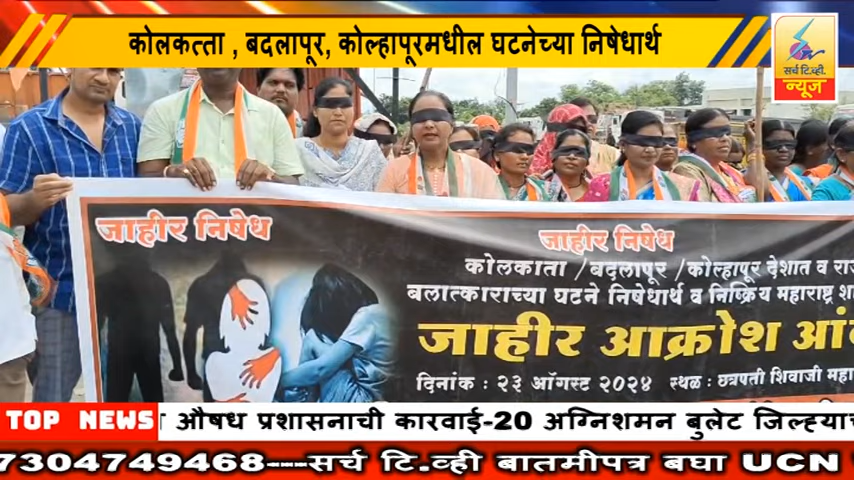 कोलकत्ता , बदलापूर, कोल्हापूरमधील घटनेच्या निषेधार्थ
सर्च टि.व्ही.
न्यूज
जाहीर निषेध
जाहीर निषेध
कोलकाता /बदलापूर /कोल्हापूर देशात व
बलात्काराच्या घटने निषेधार्थ व निष्क्रिय महाराष्ट्र
जाहीर आक्रोश
दिनांक : २३ ऑगस्ट २०२४ स्थळ : छत्रपती शिवाजी
TOP NEWS औषध प्रशासनाची कारवाई-20 अग्निशमन बुलेट
7304749468---सर्च टि.व्ही बातमीपत्र बघा UCN